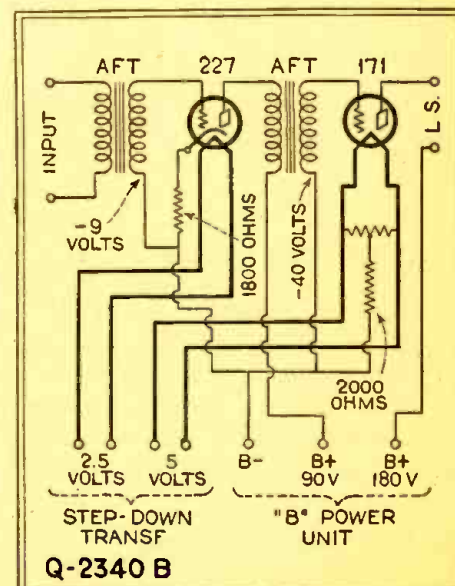 AFT 227 AFT 171
INPUT
L.S.
-9
VOLTS
1800 OHMS
-40 VOLTS
2000
OHMS
2.5
VOLTS
5
VOLTS
B-
B+
90 V
B+
180 V
STEP-DOWN
TRANSF
"B" POWER
UNIT
Q-2340 B